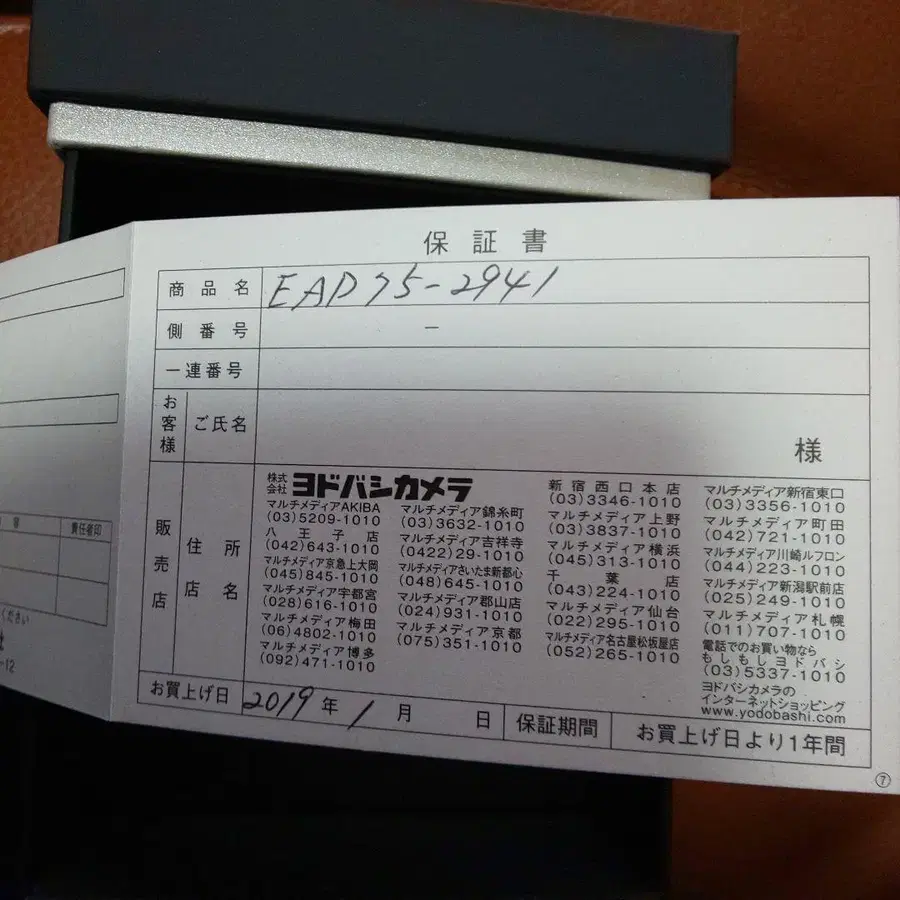 保証書
商品名 EAD75-2941
側番号 —
一連番号
お客様 ご氏名 様
販売店 住所 店名
株式会社 ヨドバシカメラ
マルチメディアAKIBA
(03)5209-1010
八王子店
(042)643-1010
マルチメディア京急上大岡
(045)845-1010
マルチメディア宇都宮
(028)616-1010
マルチメディア梅田
(06)4802-1010
マルチメディア博多
(092)471-1010
マルチメディア錦糸町
(03)3632-1010
マルチメディア吉祥寺
(0422)29-1010
マルチメディアさいたま新都心
(048)645-1010
マルチメディア郡山店
(024)931-1010
マルチメディア京都
(075)351-1010
新宿西口本店
(03)3346-1010
マルチメディア上野
(03)3837-1010
マルチメディア横浜
(045)313-1010
千葉店
(043)224-1010
マルチメディア仙台
(022)295-1010
マルチメディア名古屋松坂屋店
(052)265-1010
マルチメディア新宿東口
(03)3356-1010
マルチメディア町田
(042)721-1010
マルチメディア川崎ルフロン
(044)223-1010
マルチメディア新潟駅前店
(025)249-1010
マルチメディア札幌
(011)707-1010
電話でのお買い物なら
もしもしヨドバシ
(03)5337-1010
ヨドバシカメラの
インターネットショッピング
www.yodobashi.com
お買上げ日 2019年 1月 日 保証期間 お買上げ日より1年間
⑦
責任者印
ください
-12